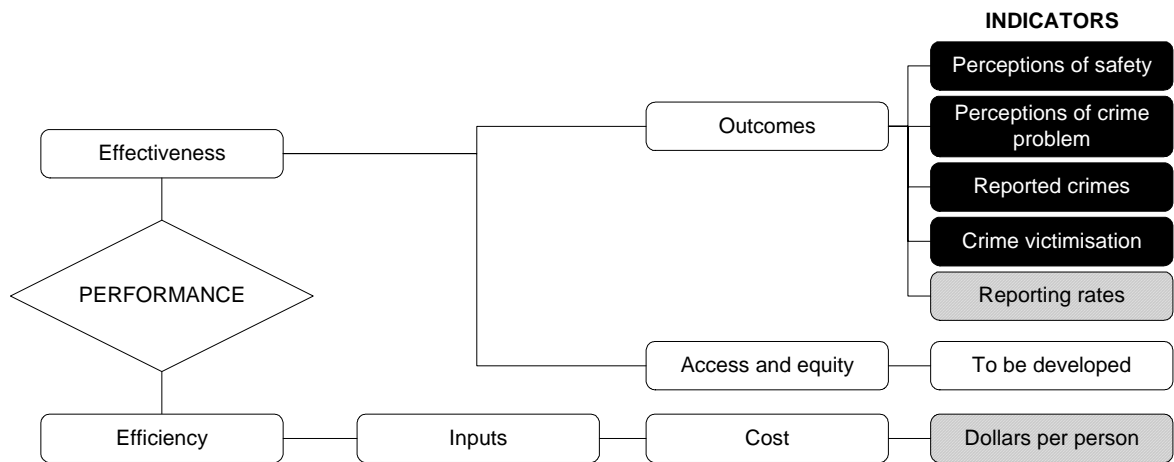 INDICATORS
Perceptions of safety
Outcomes
Perceptions of crime
problem
Effectiveness
Reported crimes
Crime victimisation
PERFORMANCE
Reporting rates
Access and equity
To be developed
Efficiency
Inputs
Cost
Dollars per person